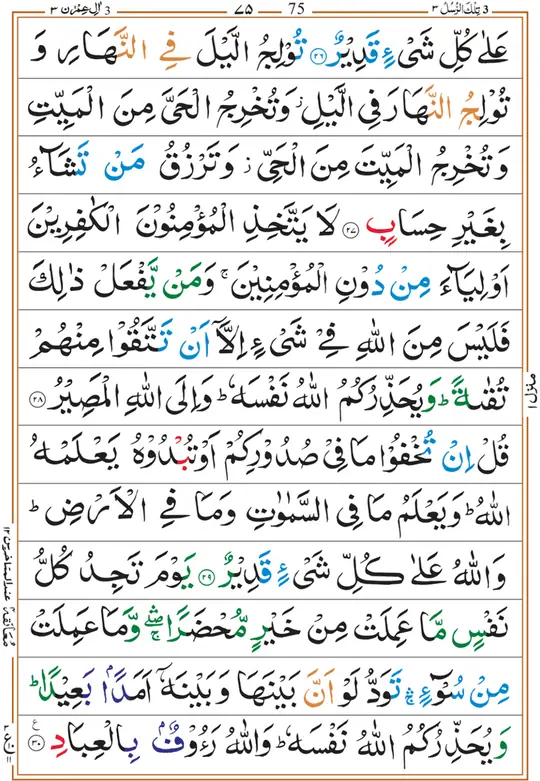 3 اٰل عِمْرٰن ٣
٧٥ 75
3 تِلْكَ الرُّسُلُ ٣
عَلٰى كُلِّ شَیْءٍ قَدِیْرٌ ﴿۲۶﴾ تُوْلِجُ الَّیْلَ فِی النَّهَارِ وَ
تُوْلِجُ النَّهَارَ فِی الَّیْلِ ز وَ تُخْرِجُ الْحَیَّ مِنَ الْمَیِّتِ
وَ تُخْرِجُ الْمَیِّتَ مِنَ الْحَیِّ ز وَ تَرْزُقُ مَنْ تَشَآءُ
بِغَیْرِ حِسَابٍ ﴿۲۷﴾ لَا یَتَّخِذِ الْمُؤْمِنُوْنَ الْكٰفِرِیْنَ
اَوْلِیَآءَ مِنْ دُوْنِ الْمُؤْمِنِیْنَ ۚ وَ مَنْ یَّفْعَلْ ذٰلِكَ
فَلَیْسَ مِنَ اللّٰهِ فِیْ شَیْءٍ اِلَّاۤ اَنْ تَتَّقُوْا مِنْهُمْ
تُقٰىةً ؕ وَ یُحَذِّرُكُمُ اللّٰهُ نَفْسَهٗ ؕ وَ اِلَى اللّٰهِ الْمَصِیْرُ ﴿۲۸﴾
قُلْ اِنْ تُخْفُوْا مَا فِیْ صُدُوْرِكُمْ اَوْ تُبْدُوْهُ یَعْلَمْهُ
اللّٰهُ ؕ وَ یَعْلَمُ مَا فِی السَّمٰوٰتِ وَ مَا فِی الْاَرْضِ ؕ
وَ اللّٰهُ عَلٰى كُلِّ شَیْءٍ قَدِیْرٌ ﴿۲۹﴾ یَوْمَ تَجِدُ كُلُّ
نَفْسٍ مَّا عَمِلَتْ مِنْ خَیْرٍ مُّحْضَرًا ۛۚۖ وَّ مَا عَمِلَتْ
مِنْ سُوْٓءٍ ۛۚ تَوَدُّ لَوْ اَنَّ بَیْنَهَا وَ بَیْنَهٗۤ اَمَدًۢا بَعِیْدًا ؕ
وَ یُحَذِّرُكُمُ اللّٰهُ نَفْسَهٗ ؕ وَ اللّٰهُ رَءُوْفٌۢ بِالْعِبَادِ ﴿۳۰﴾ ع
منزل ۱